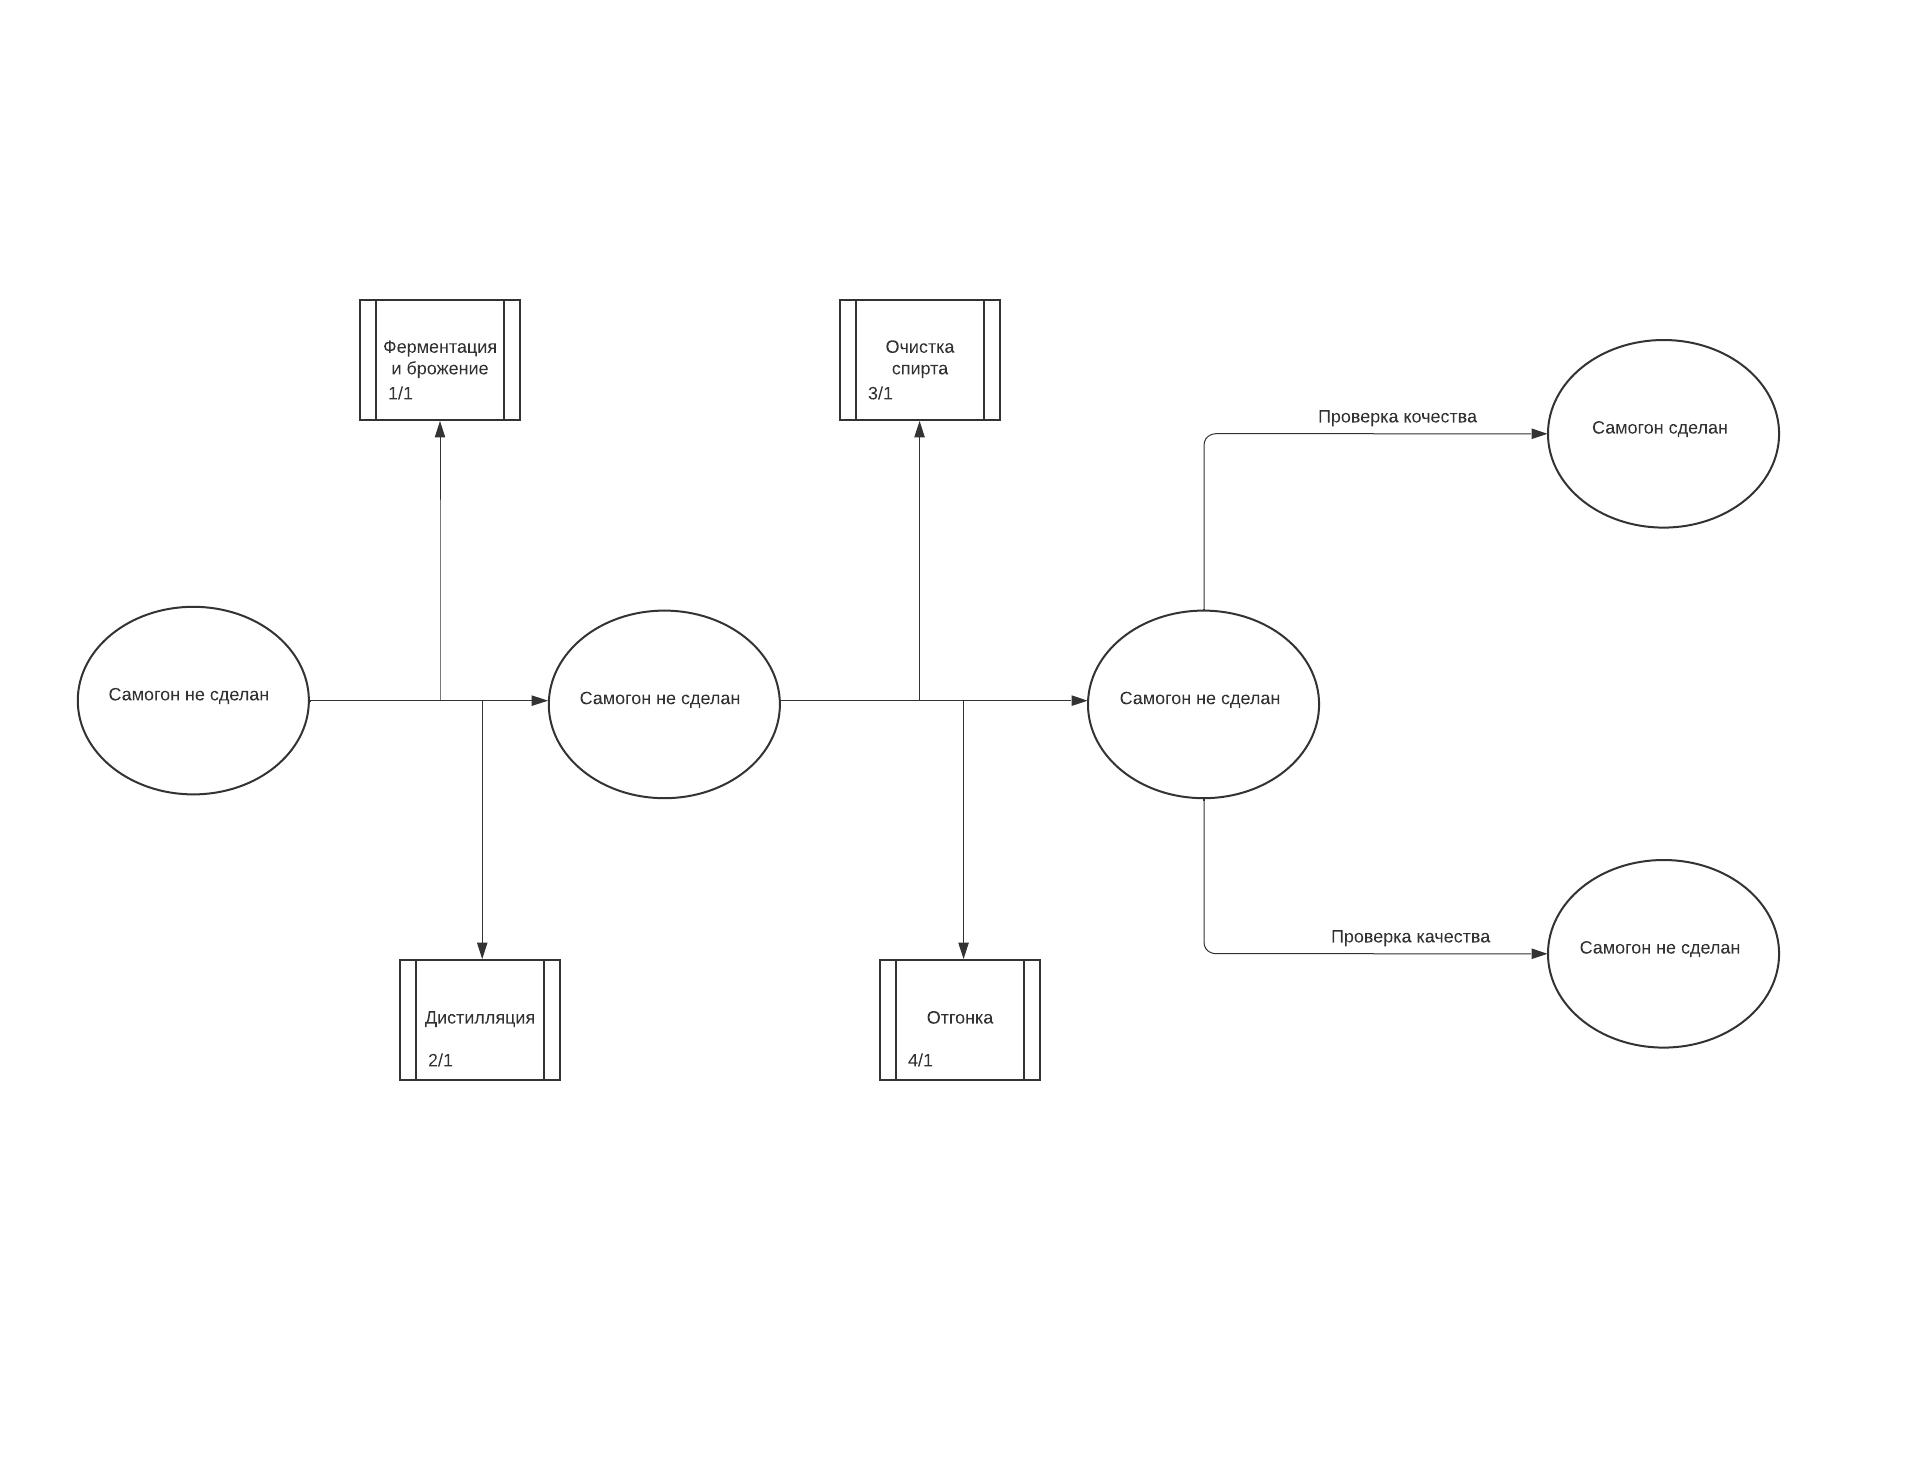 Ферментация
и брожение
1/1
Очистка
спирта
3/1
Проверка кочества
Самогон сделан
Самогон не сделан
Самогон не сделан
Самогон не сделан
Проверка качества
Самогон не сделан
Дистилляция
2/1
Отгонка
4/1